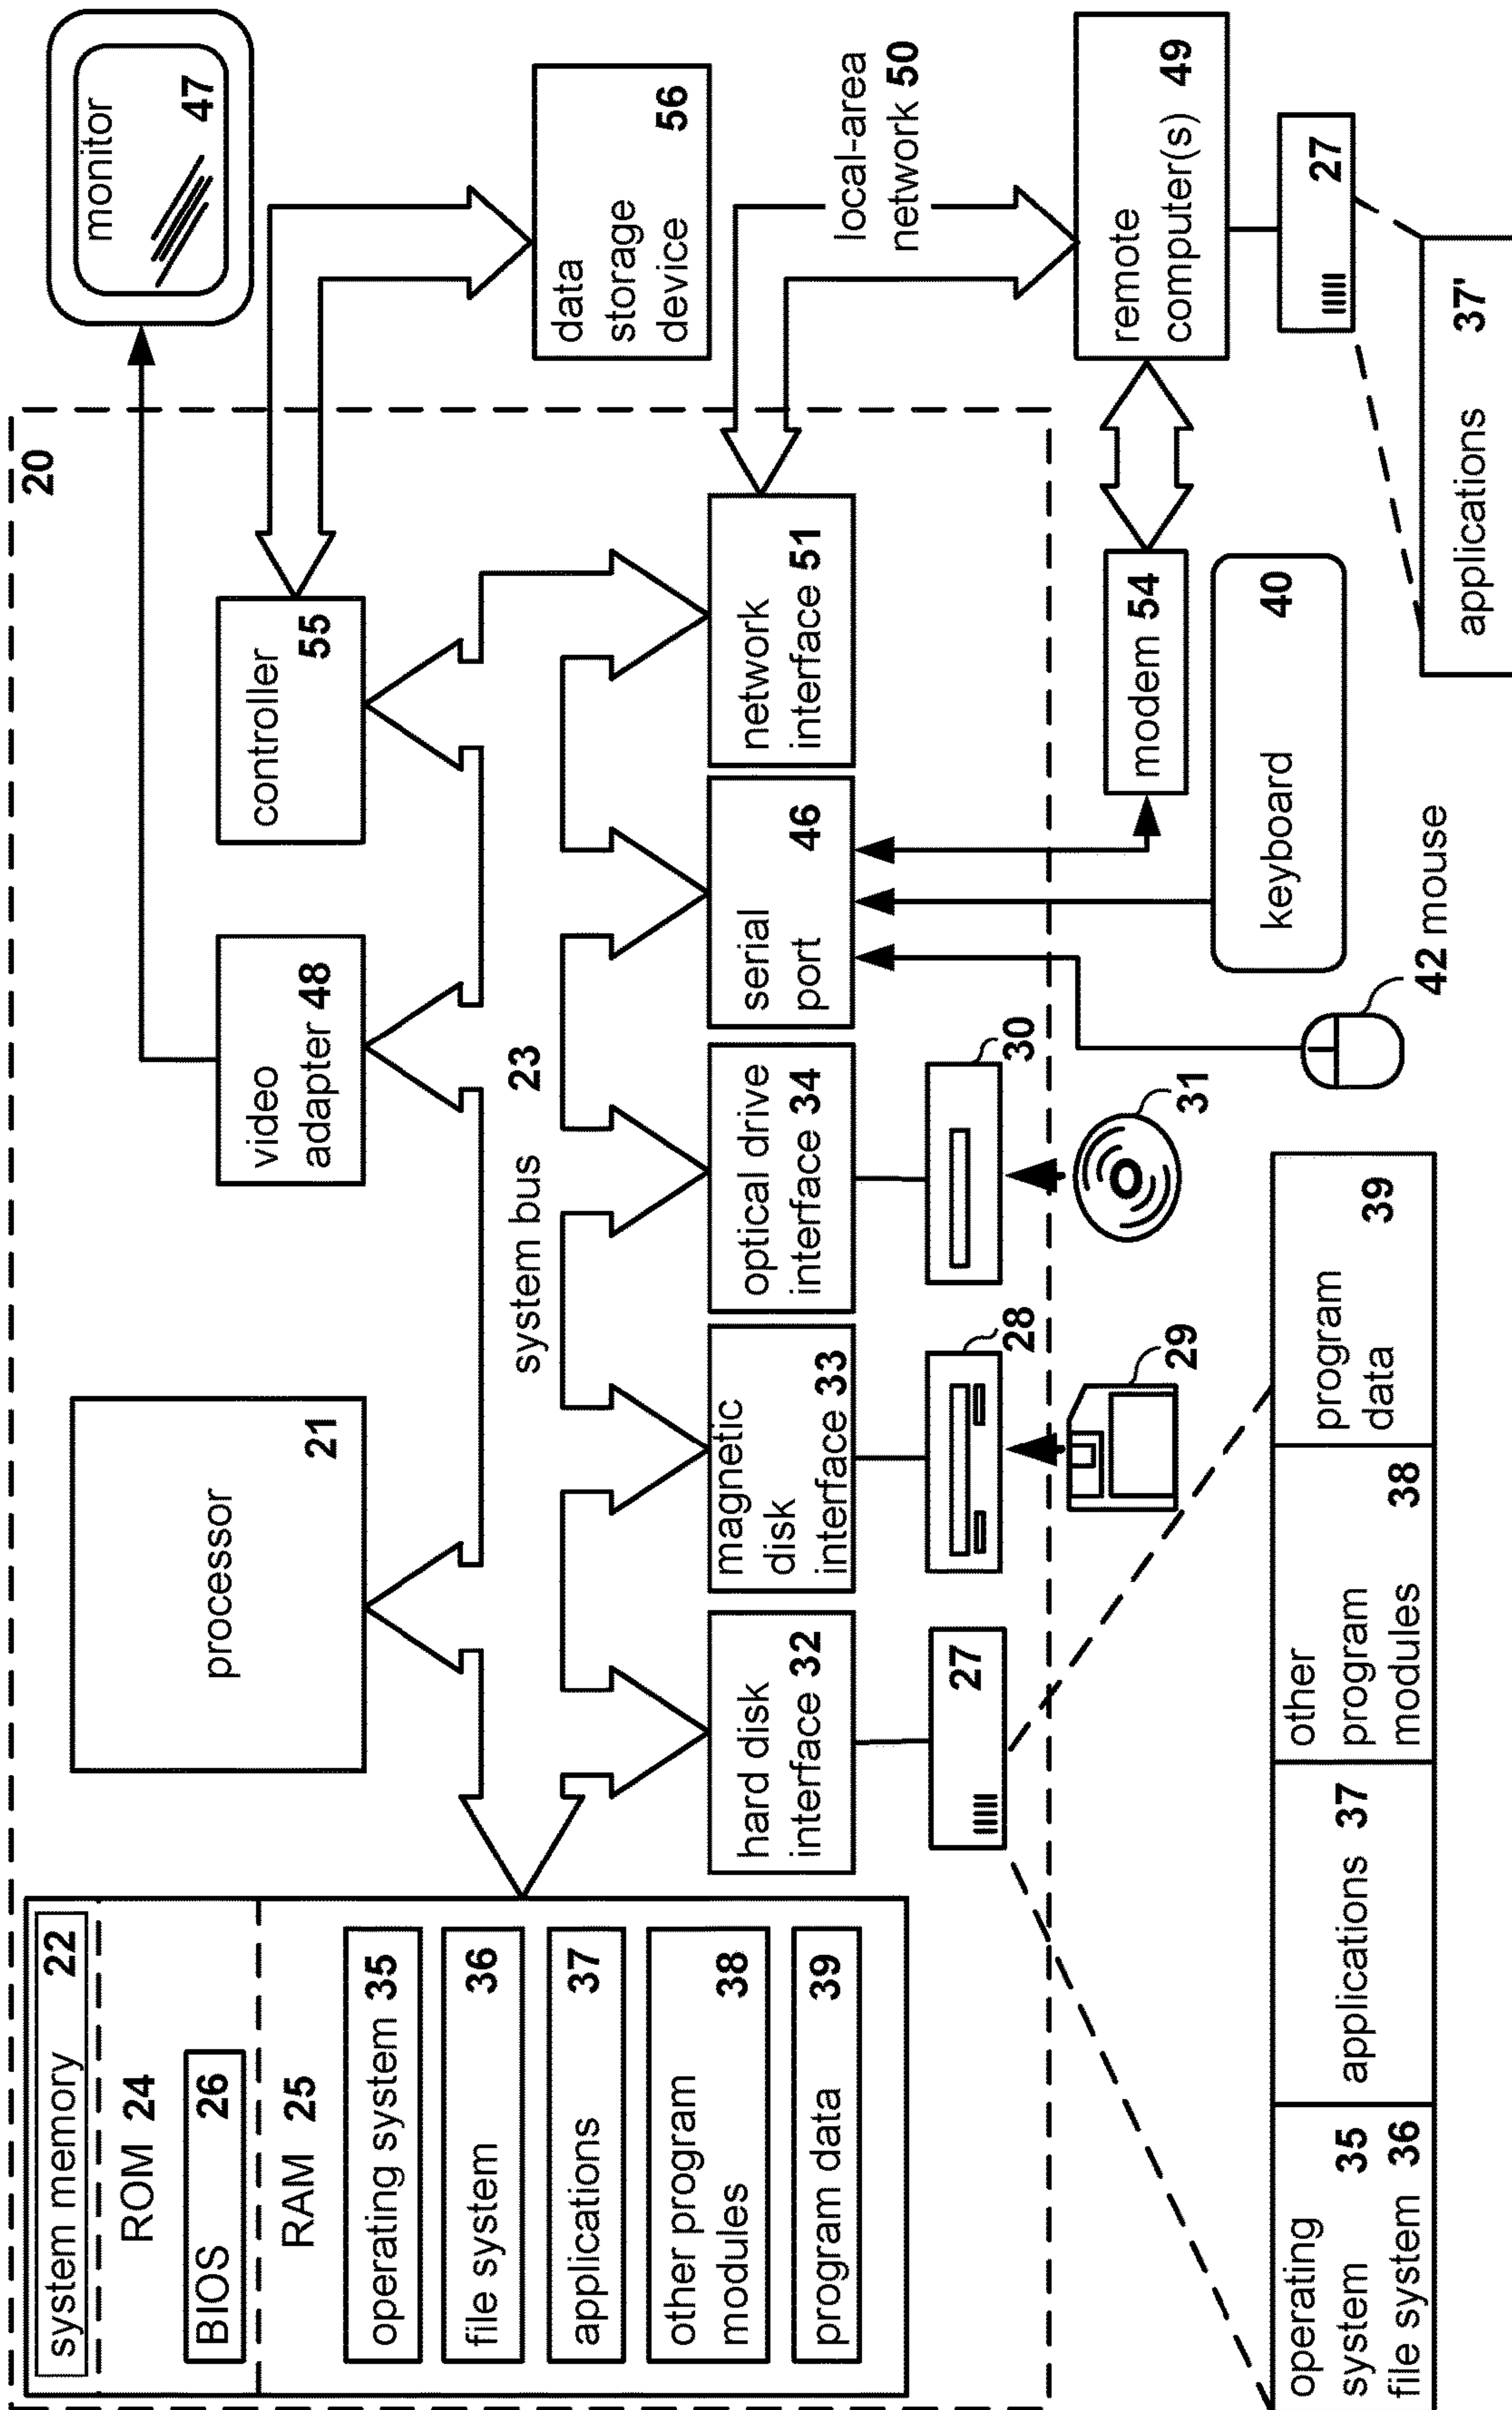 20
system memory 22
ROM 24
BIOS 26
RAM 25
operating system 35
file system 36
applications 37
other program
modules 38
program data 39
processor
21
video
adapter 48
controller
55
monitor
47
system bus 23
data
storage
device 56
hard disk
interface 32
magnetic
disk
interface 33
optical drive
interface 34
serial
port 46
network
interface 51
local-area
network 50
27
28
30
29
31
modem 54
remote
computer(s) 49
27
keyboard 40
42 mouse
applications 37'
operating
system 35
file system 36
applications 37
other
program
modules 38
program
data 39